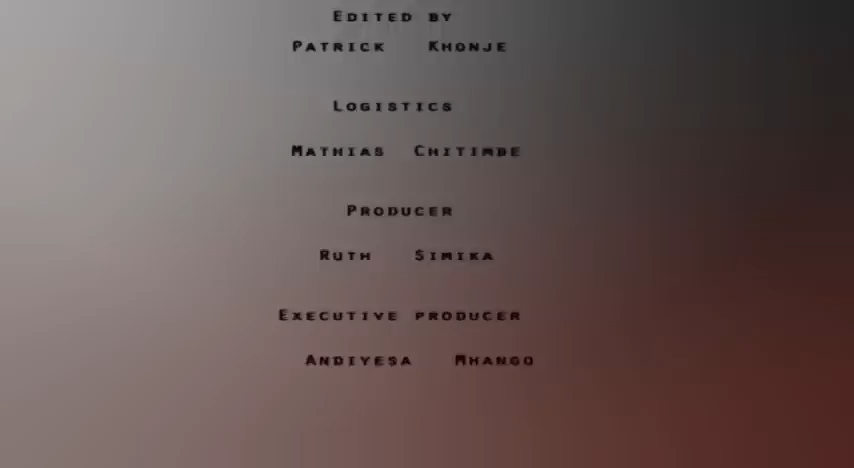 Edited by
Patrick Khonje
Logistics
Mathias Chitimbe
Producer
Ruth Simika
Executive producer
Andiyesa Mhango